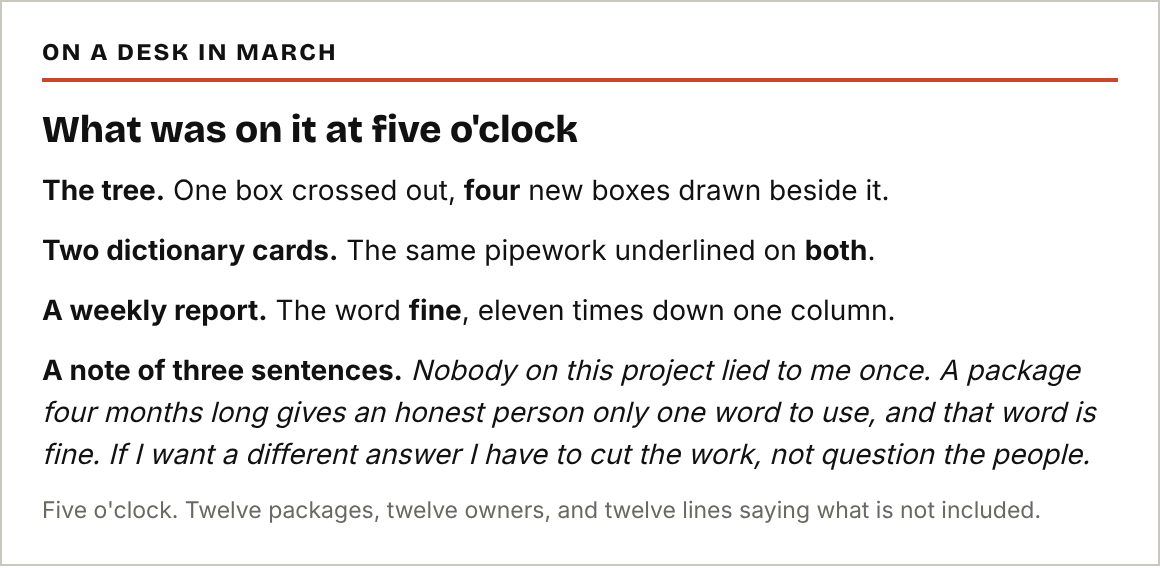 ON A DESK IN MARCH
What was on it at five o'clock
The tree. One box crossed out, four new boxes drawn beside it.
Two dictionary cards. The same pipework underlined on both.
A weekly report. The word fine, eleven times down one column.
A note of three sentences. Nobody on this project lied to me once. A package
four months long gives an honest person only one word to use, and that word is
fine. If I want a different answer I have to cut the work, not question the people.
Five o'clock. Twelve packages, twelve owners, and twelve lines saying what is not included.